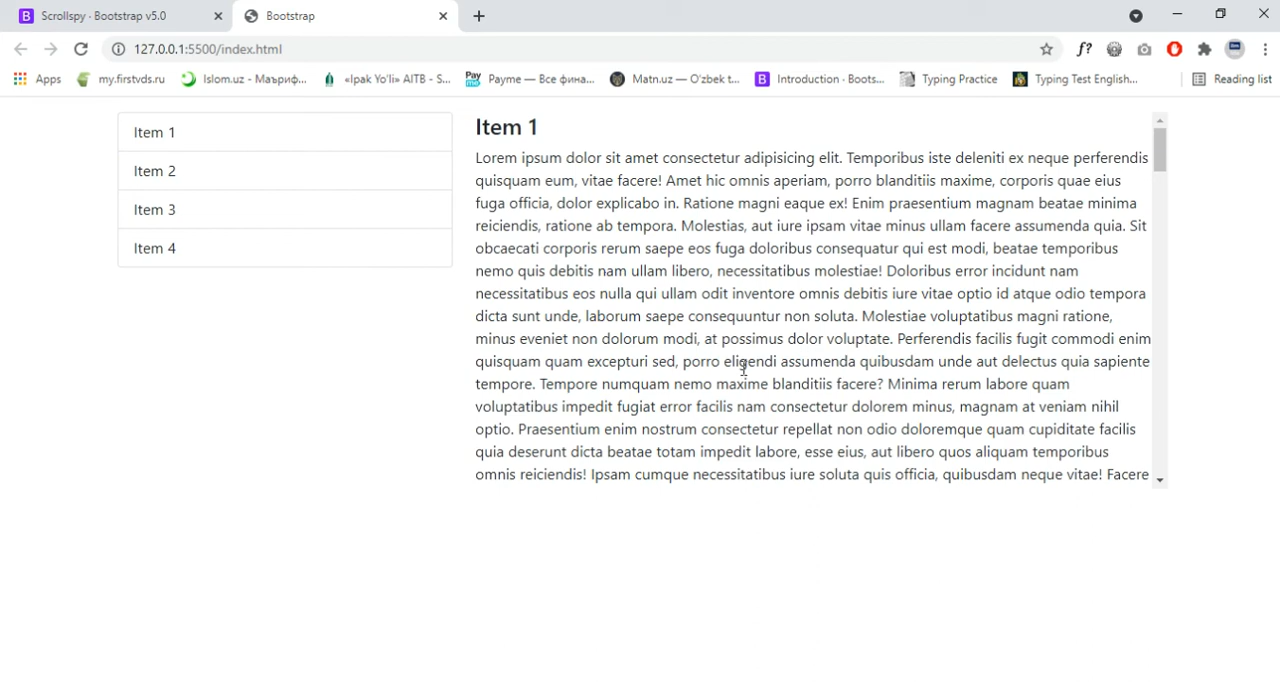 Scrollspy · Bootstrap v5.0
Bootstrap
127.0.0.1:5500/index.html
f?
Apps
my.firstvds.ru
Islom.uz - Маъриф...
«Ipak Yo'li» AITB - S...
Pay me
Payme — Все фина...
Matn.uz — O'zbek t...
Introduction · Boots...
Typing Practice
Typing Test English...
Reading list
Item 1
Item 2
Item 3
Item 4
Item 1
Lorem ipsum dolor sit amet consectetur adipisicing elit. Temporibus iste deleniti ex neque perferendis
quisquam eum, vitae facere! Amet hic omnis aperiam, porro blanditiis maxime, corporis quae eius
fuga officia, dolor explicabo in. Ratione magni eaque ex! Enim praesentium magnam beatae minima
reiciendis, ratione ab tempora. Molestias, aut iure ipsam vitae minus ullam facere assumenda quia. Sit
obcaecati corporis rerum saepe eos fuga doloribus consequatur qui est modi, beatae temporibus
nemo quis debitis nam ullam libero, necessitatibus molestiae! Doloribus error incidunt nam
necessitatibus eos nulla qui ullam odit inventore omnis debitis iure vitae optio id atque odio tempora
dicta sunt unde, laborum saepe consequuntur non soluta. Molestiae voluptatibus magni ratione,
minus eveniet non dolorum modi, at possimus dolor voluptate. Perferendis facilis fugit commodi enim
quisquam quam excepturi sed, porro eligendi assumenda quibusdam unde aut delectus quia sapiente
tempore. Tempore numquam nemo maxime blanditiis facere? Minima rerum labore quam
voluptatibus impedit fugiat error facilis nam consectetur dolorem minus, magnam at veniam nihil
optio. Praesentium enim nostrum consectetur repellat non odio doloremque quam cupiditate facilis
quia deserunt dicta beatae totam impedit labore, esse eius, aut libero quos aliquam temporibus
omnis reiciendis! Ipsam cumque necessitatibus iure soluta quis officia, quibusdam neque vitae! Facere